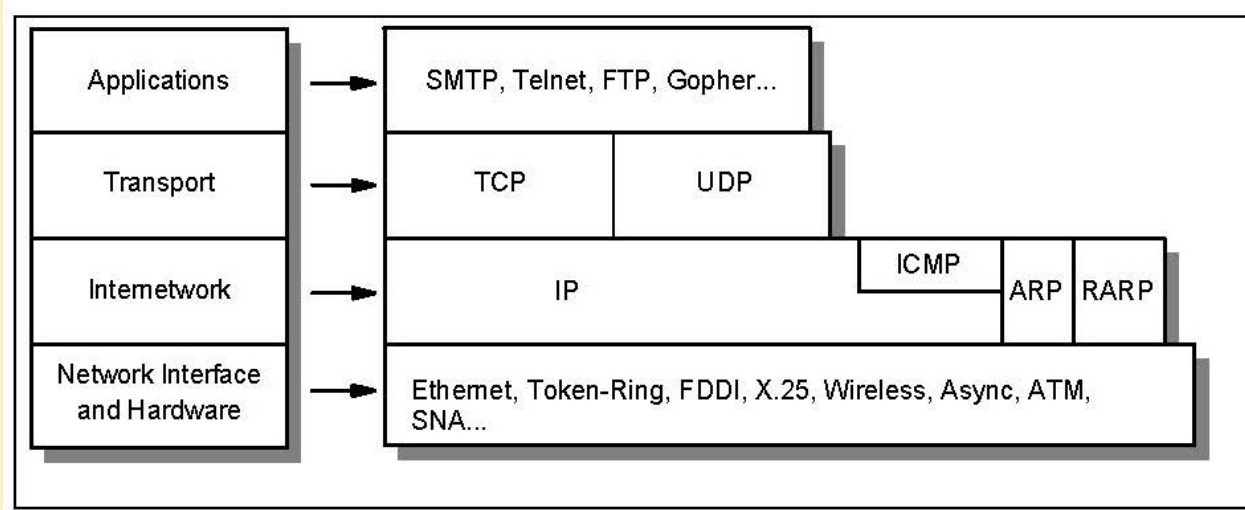 Applications
SMTP, Telnet, FTP, Gopher...
Transport
TCP
UDP
Internetwork
IP
ICMP
ARP
RARP
Network Interface
and Hardware
Ethernet, Token-Ring, FDDI, X.25, Wireless, Async, ATM,
SNA...